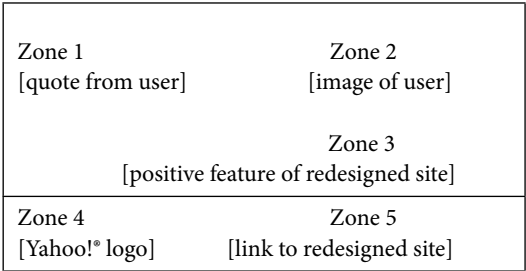 Zone 1 Zone 2
[quote from user] [image of user]
Zone 3
[positive feature of redesigned site]
Zone 4 Zone 5
[Yahoo!® logo] [link to redesigned site]